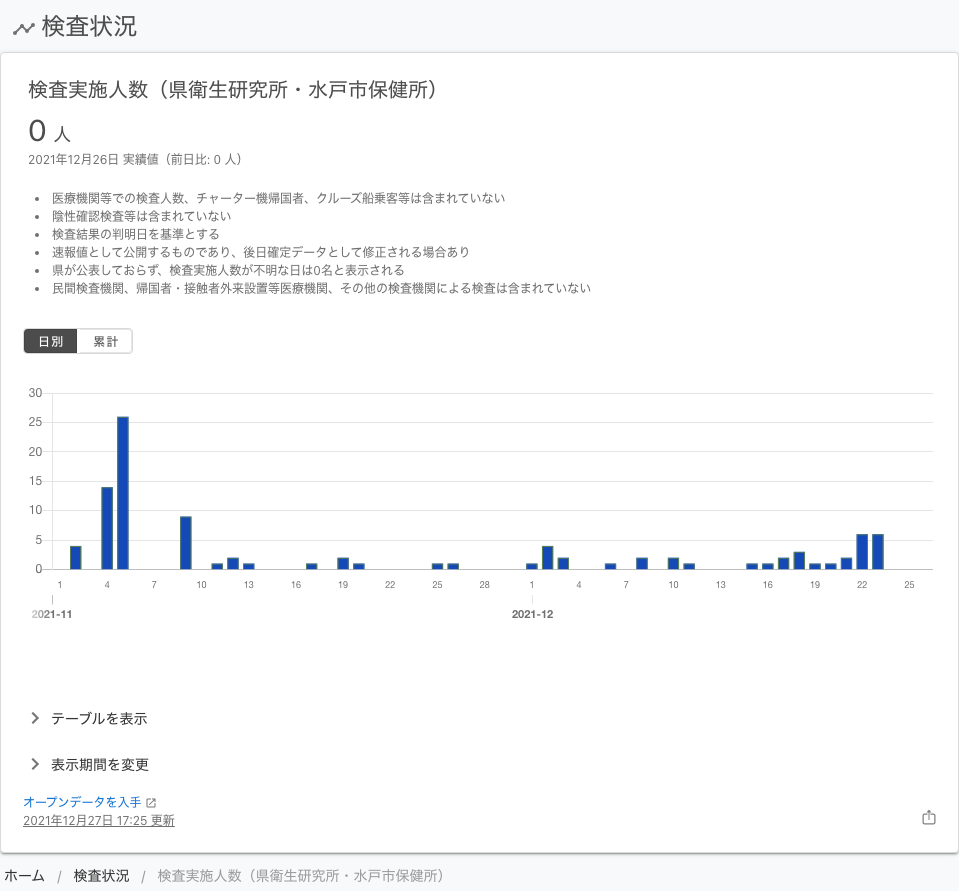 検査状況
検査実施人数（県衛生研究所・水戸市保健所）
0 人
2021年12月26日 実績値（前日比: 0 人）
• 医療機関等での検査人数、チャーター機帰国者、クルーズ船乗客等は含まれていない
• 陰性確認検査等は含まれていない
• 検査結果の判明日を基準とする
• 速報値として公開するものであり、後日確定データとして修正される場合あり
• 県が公表しておらず、検査実施人数が不明な日は0名と表示される
• 民間検査機関、帰国者・接触者外来設置等医療機関、その他の検査機関による検査は含まれていない
日別 累計
30
25
20
15
10
5
0
1 4 7 10 13 16 19 22 25 28 1 4 7 10 13 16 19 22 25
2021-11 2021-12
テーブルを表示
表示期間を変更
オープンデータを入手
2021年12月27日 17:25 更新
ホーム / 検査状況 / 検査実施人数（県衛生研究所・水戸市保健所）